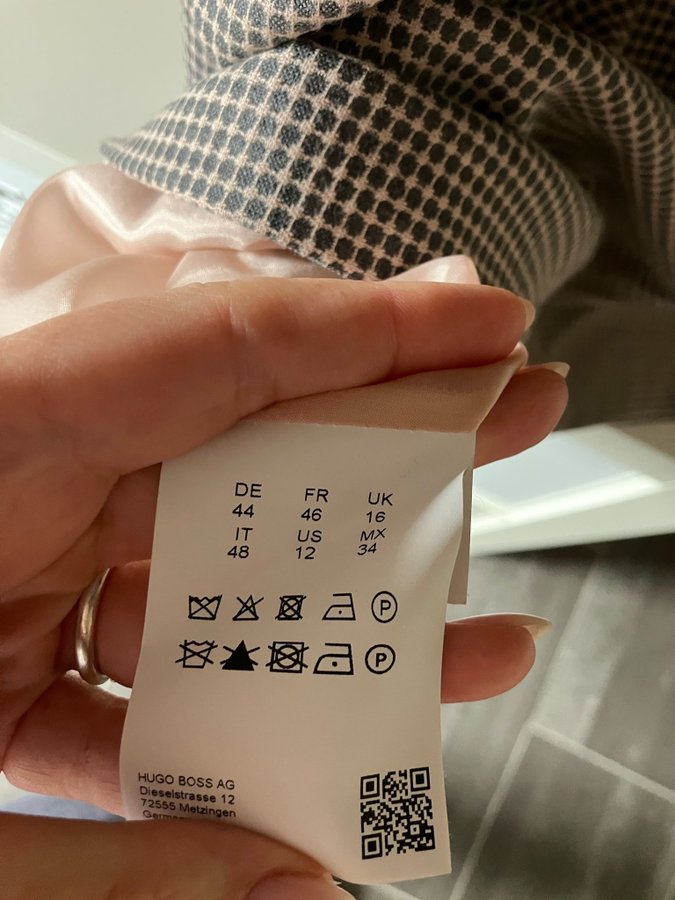 DE FR UK
44 46 16
IT US MX
48 12 34
P
P
HUGO BOSS AG
Dieselstrasse 12
72555 Metzingen